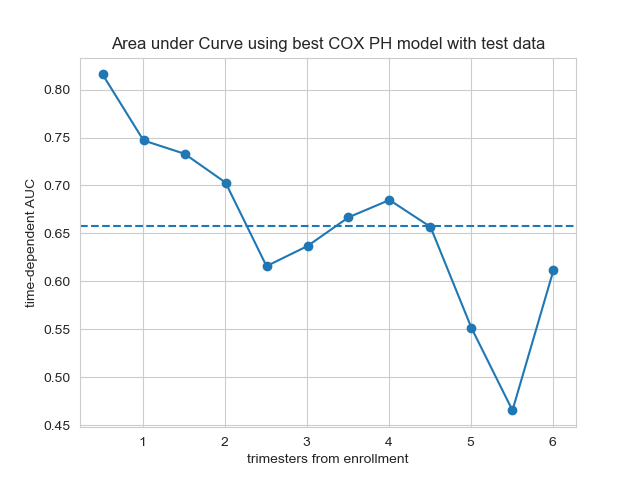 Area under Curve using best COX PH model with test data
time-dependent AUC
0.80
0.75
0.70
0.65
0.60
0.55
0.50
0.45
1 2 3 4 5 6
trimesters from enrollment